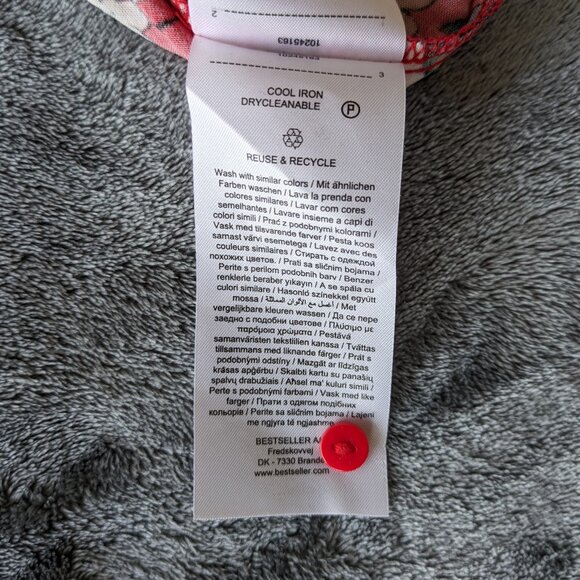 2
10245163
3
COOL IRON
DRYCLEANABLE
P
REUSE & RECYCLE
Wash with similar colors / Mit ähnlichen
Farben waschen / Lava la prenda con
colores similares / Lavar com cores
semelhantes / Lavare insieme a capi di
colori simili / Prać z podobnymi kolorami /
Vask med tilsvarende farver / Pesta koos
samast värvi esemetega / Lavez avec des
couleurs similaires / Стирать с одеждой
похожих цветов. / Prati sa sličnim bojama /
Perite s perilom podobnih barv / Benzer
renklerle beraber yıkayın / A se spăla cu
culori similare / Hasonló színekkel együtt
mossa / أغسل مع الألوان المماثلة / Met
vergelijkbare kleuren wassen / Да се пере
заедно с подобни цветове / Πλύσιμο με
παρόμοια χρώματα / Pestävä
samanväristen tekstiilien kanssa / Tvättas
tillsammans med liknande färger / Prát s
podobnými odstíny / Mazgāt ar līdzīgas
krāsas apģērbu / Skalbti kartu su panašių
spalvų drabužiais / Ahsel ma' kuluri simili /
Perte s podobnými farbami / Vask med like
farger / Прати з одягом подібних
кольорів / Perite sa sličnim bojama / Lajeni
me ngjyra të ngjashme
BESTSELLER A/
Fredskovvej
DK - 7330 Brande
www.bestseller.com